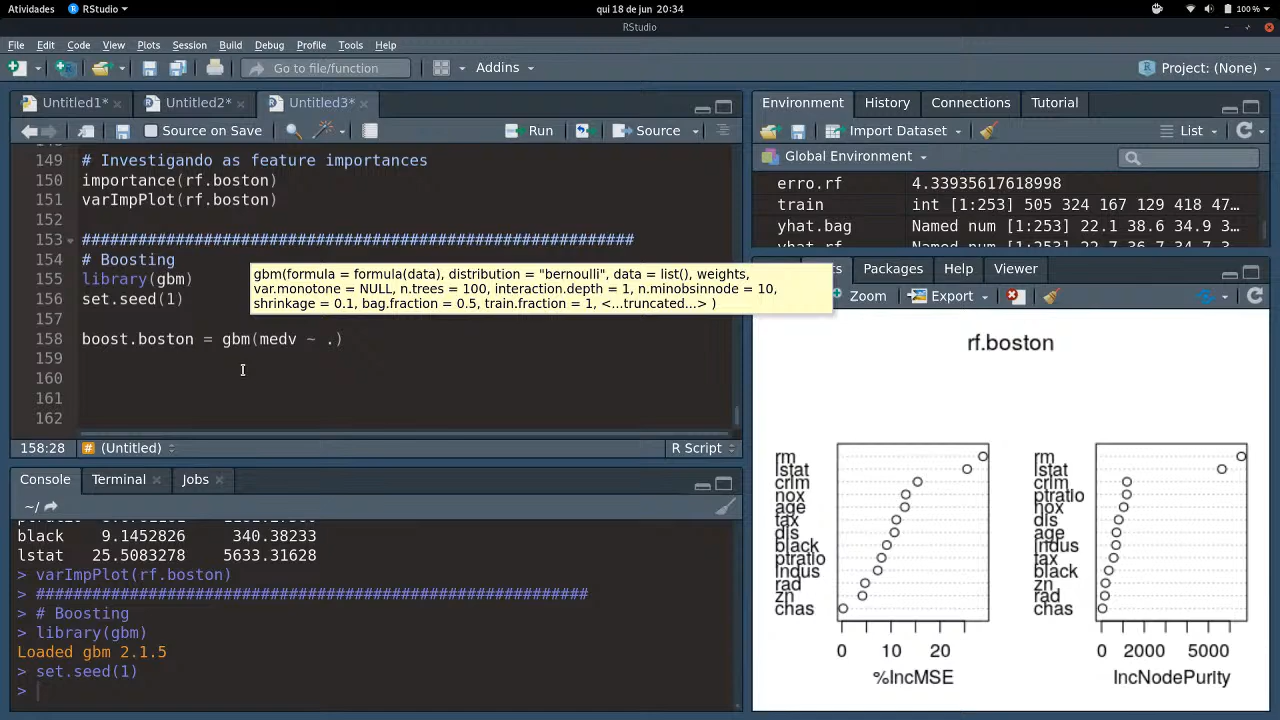 Atividades RStudio qui 18 de jun 20:34 100 %
RStudio
File Edit Code View Plots Session Build Debug Profile Tools Help
Go to file/function Addins Project: (None)
Untitled1* Untitled2* Untitled3*
Source on Save Run Source
149 # Investigando as feature importances
150 importance(rf.boston)
151 varImpPlot(rf.boston)
152
153 ###########################################################
154 # Boosting
155 library(gbm)
156 set.seed(1)
157
158 boost.boston = gbm(medv ~ .)
159
160
161
162
gbm(formula = formula(data), distribution = "bernoulli", data = list(), weights,
var.monotone = NULL, n.trees = 100, interaction.depth = 1, n.minobsinnode = 10,
shrinkage = 0.1, bag.fraction = 0.5, train.fraction = 1, <...truncated...> )
158:28 # (Untitled) R Script
Console Terminal Jobs
~/
black 9.1452826 340.38233
lstat 25.5083278 5633.31628
> varImpPlot(rf.boston)
> ###########################################################
> # Boosting
> library(gbm)
Loaded gbm 2.1.5
> set.seed(1)
>
Environment History Connections Tutorial
Import Dataset List
Global Environment
erro.rf 4.33935617618998
train int [1:253] 505 324 167 129 418 47…
yhat.bag Named num [1:253] 22.1 38.6 34.9 3…
Packages Help Viewer
Zoom Export
rf.boston
rm
lstat
crim
nox
age
tax
dis
black
ptratio
indus
rad
zn
chas
0 10 20
%IncMSE
rm
lstat
crim
ptratio
nox
dis
age
indus
tax
black
zn
rad
chas
0 2000 5000
IncNodePurity